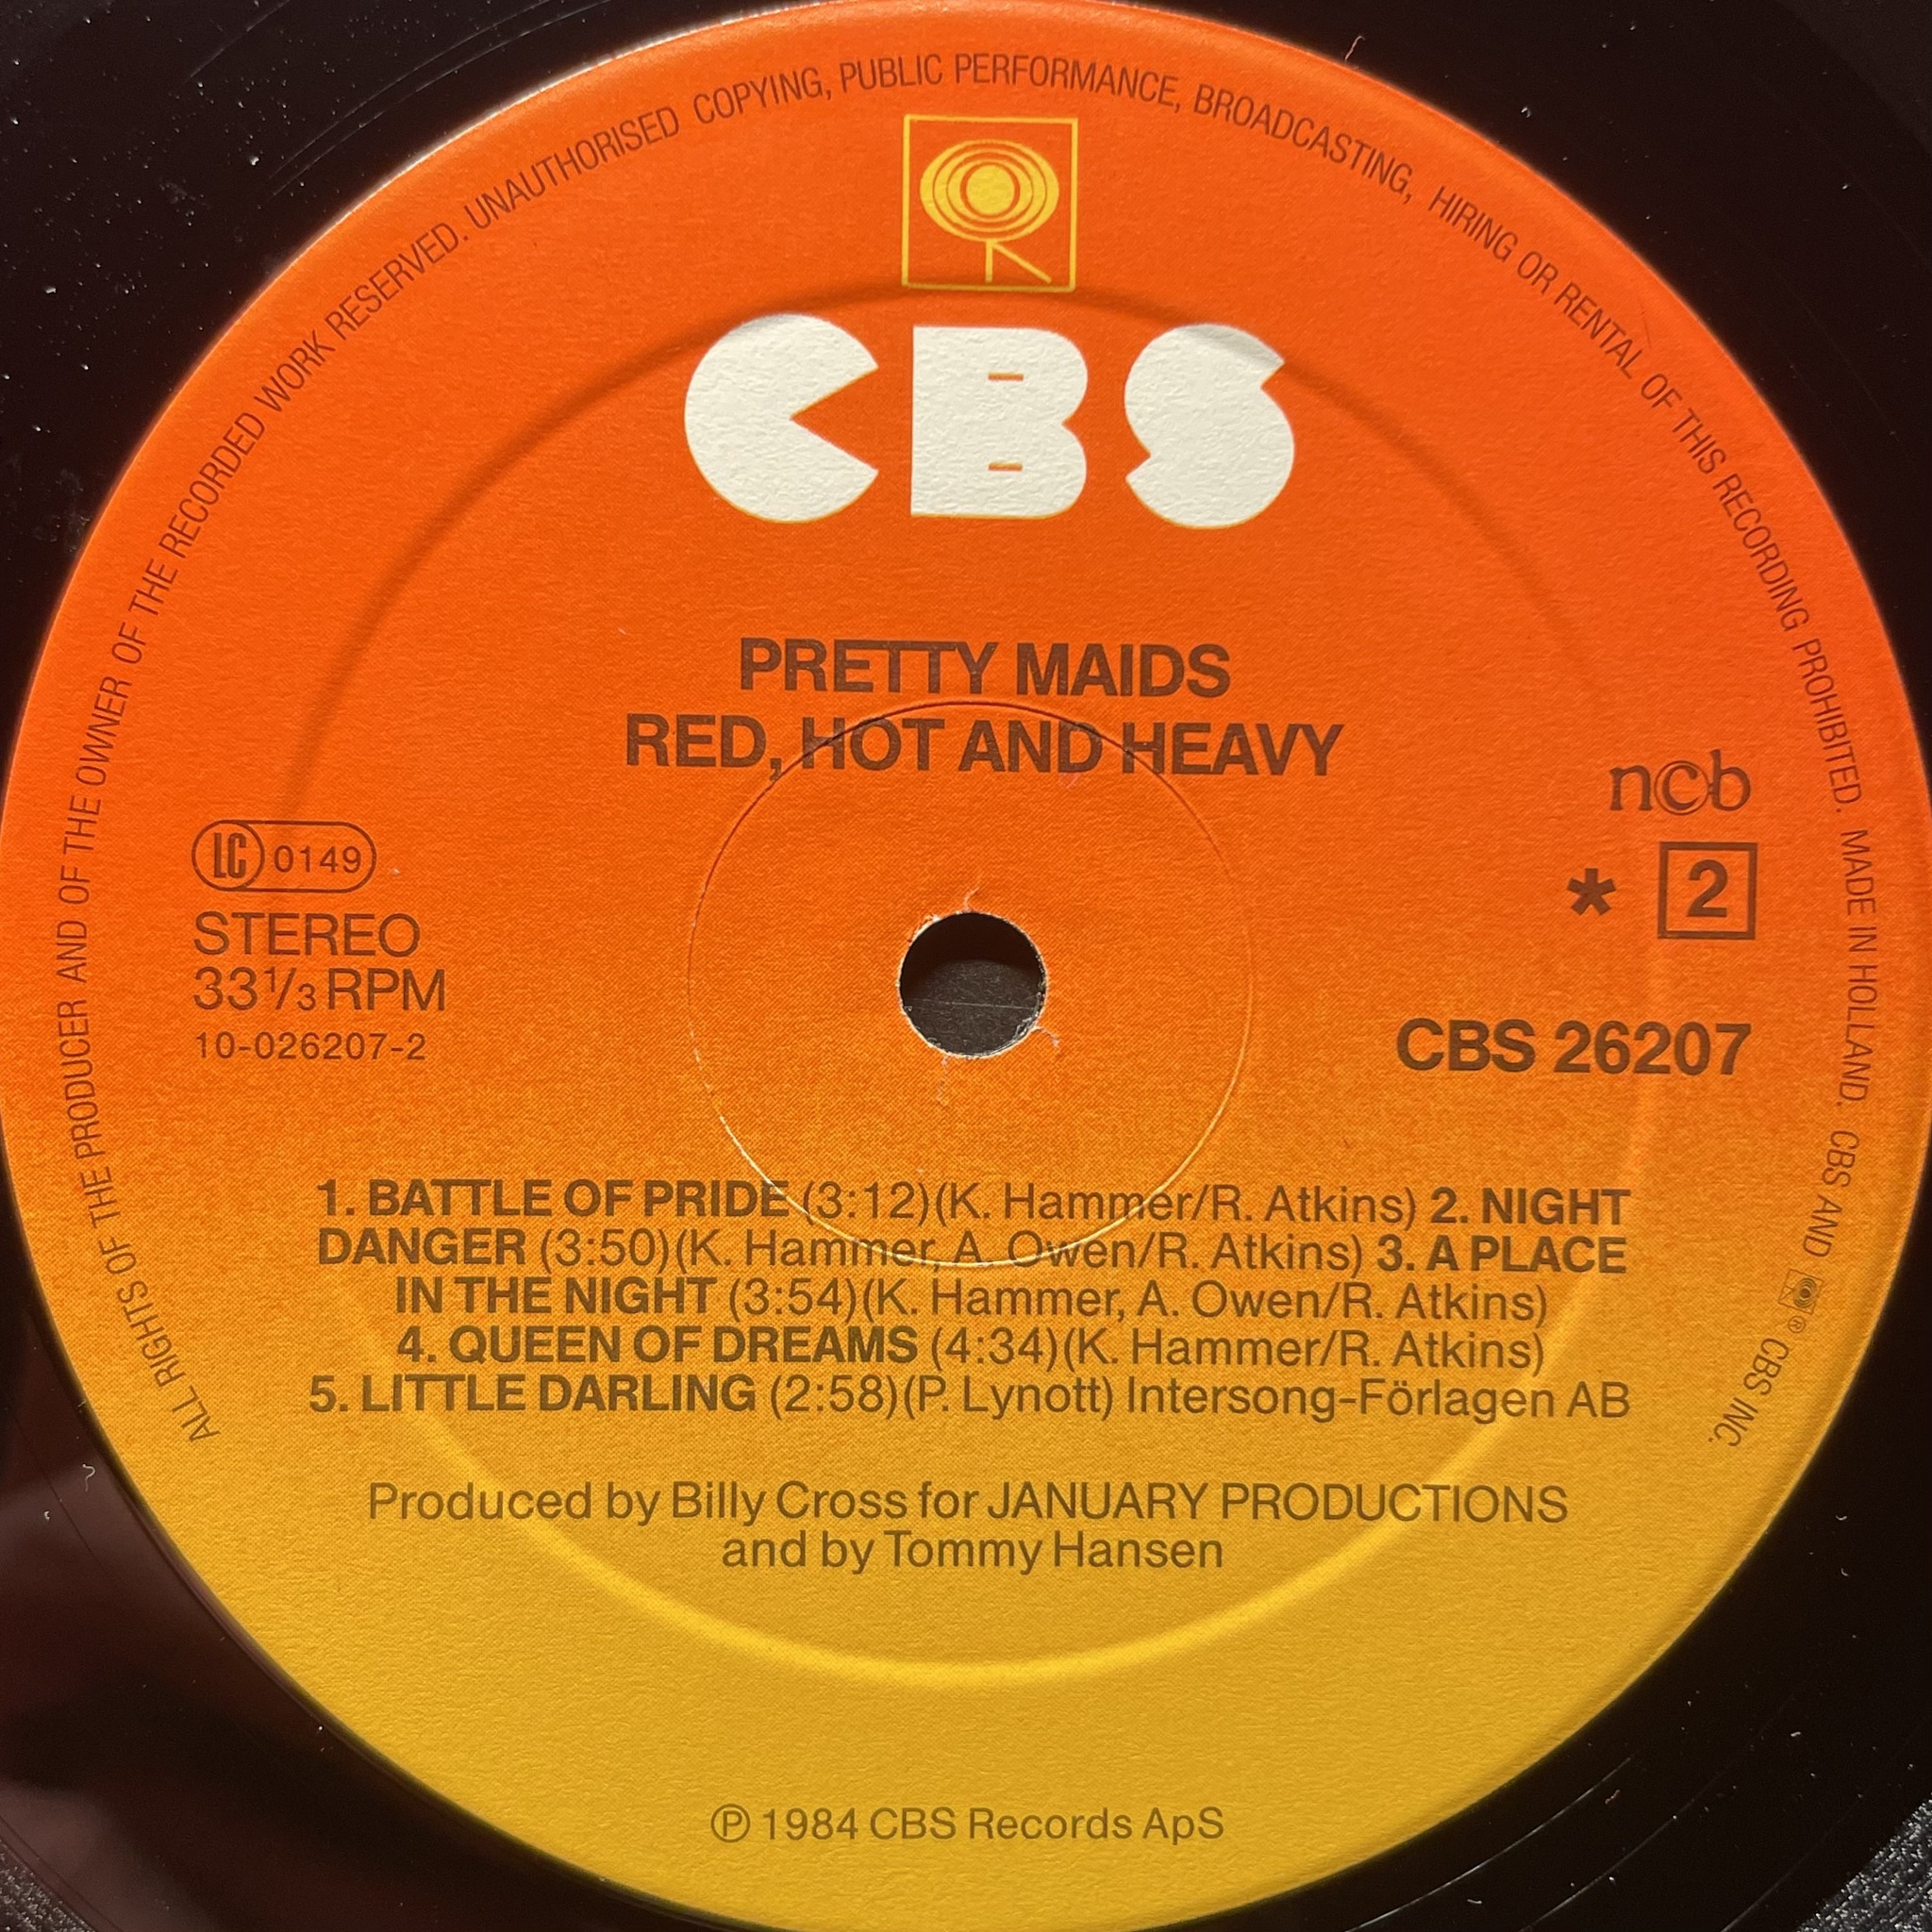 ALL RIGHTS OF THE PRODUCER AND OF THE OWNER OF THE RECORDED WORK RESERVED. UNAUTHORISED COPYING, PUBLIC PERFORMANCE, BROADCASTING, HIRING OR RENTAL OF THIS RECORDING PROHIBITED. MADE IN HOLLAND. CBS AND ® CBS INC.
CBS
PRETTY MAIDS
RED, HOT AND HEAVY
ncb
LC 0149
* 2
STEREO
33 1/3 RPM
10-026207-2
CBS 26207
1. BATTLE OF PRIDE (3:12)(K. Hammer/R. Atkins) 2. NIGHT
DANGER (3:50)(K. Hammer, A. Owen/R. Atkins) 3. A PLACE
IN THE NIGHT (3:54)(K. Hammer, A. Owen/R. Atkins)
4. QUEEN OF DREAMS (4:34)(K. Hammer/R. Atkins)
5. LITTLE DARLING (2:58)(P. Lynott) Intersong-Förlagen AB
Produced by Billy Cross for JANUARY PRODUCTIONS
and by Tommy Hansen
℗ 1984 CBS Records ApS